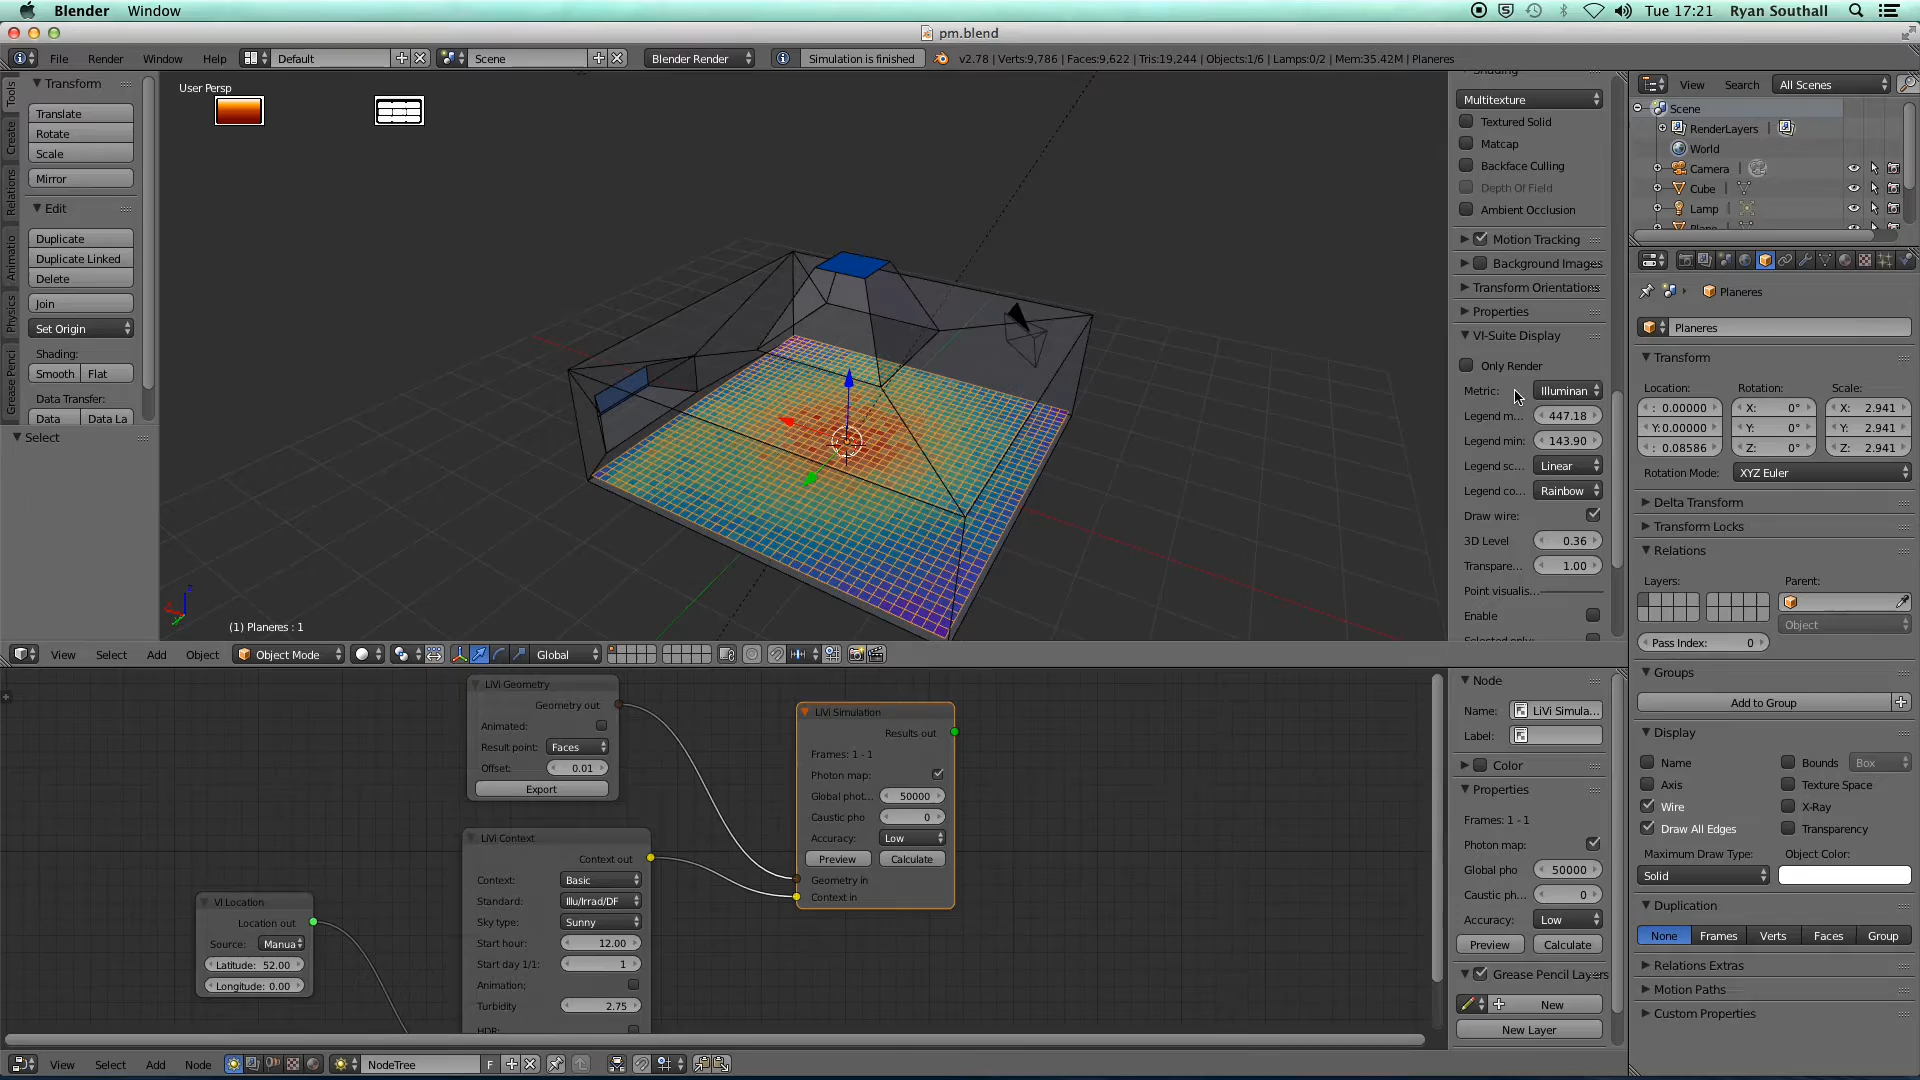 Blender Window Tue 17:21 Ryan Southall
pm.blend
File Render Window Help Default Scene Blender Render Simulation is finished v2.78 | Verts:9,786 | Faces:9,622 | Tris:19,244 | Objects:1/6 | Lamps:0/2 | Mem:35.42M | Planeres
Tools
Create
Relations
Animatio
Physics
Grease Penci
Transform
Translate
Rotate
Scale
Mirror
Edit
Duplicate
Duplicate Linked
Delete
Join
Set Origin
Shading:
Smooth Flat
Data Transfer:
Data Data La
Select
User Persp
(1) Planeres : 1
View Select Add Object Object Mode Global
Multitexture
Textured Solid
Matcap
Backface Culling
Depth Of Field
Ambient Occlusion
Motion Tracking
Background Images
Transform Orientations
Properties
VI-Suite Display
Only Render
Metric: Illuminan
Legend m... 447.18
Legend min: 143.90
Legend sc... Linear
Legend co... Rainbow
Draw wire:
3D Level 0.36
Transpare... 1.00
Point visualis...
Enable
View Search All Scenes
Scene
RenderLayers
World
Camera
Cube
Lamp
Planeres
Planeres
Transform
Location: Rotation: Scale:
: 0.00000 X: 0° X: 2.941
Y: 0.00000 Y: 0° Y: 2.941
: 0.08586 Z: 0° Z: 2.941
Rotation Mode: XYZ Euler
Delta Transform
Transform Locks
Relations
Layers: Parent:
Object
Pass Index: 0
Groups
Add to Group
Display
Name Bounds Box
Axis Texture Space
Wire X-Ray
Draw All Edges Transparency
Maximum Draw Type: Object Color:
Solid
Duplication
None Frames Verts Faces Group
Relations Extras
Motion Paths
Custom Properties
LiVi Geometry
Geometry out
Animated:
Result point: Faces
Offset: 0.01
Export
LiVi Context
Context out
Context: Basic
Standard: Illu/Irrad/DF
Sky type: Sunny
Start hour: 12.00
Start day 1/1: 1
Animation;
Turbidity 2.75
HDR:
VI Location
Location out
Source: Manua
Latitude: 52.00
Longitude: 0.00
LiVi Simulation
Results out
Frames: 1 - 1
Photon map:
Global phot... 50000
Caustic pho 0
Accuracy: Low
Preview Calculate
Geometry in
Context in
Node
Name: LiVi Simula...
Label:
Color
Properties
Frames: 1 - 1
Photon map:
Global pho 50000
Caustic ph... 0
Accuracy: Low
Preview Calculate
Grease Pencil Layers
New
New Layer
View Select Add Node NodeTree F